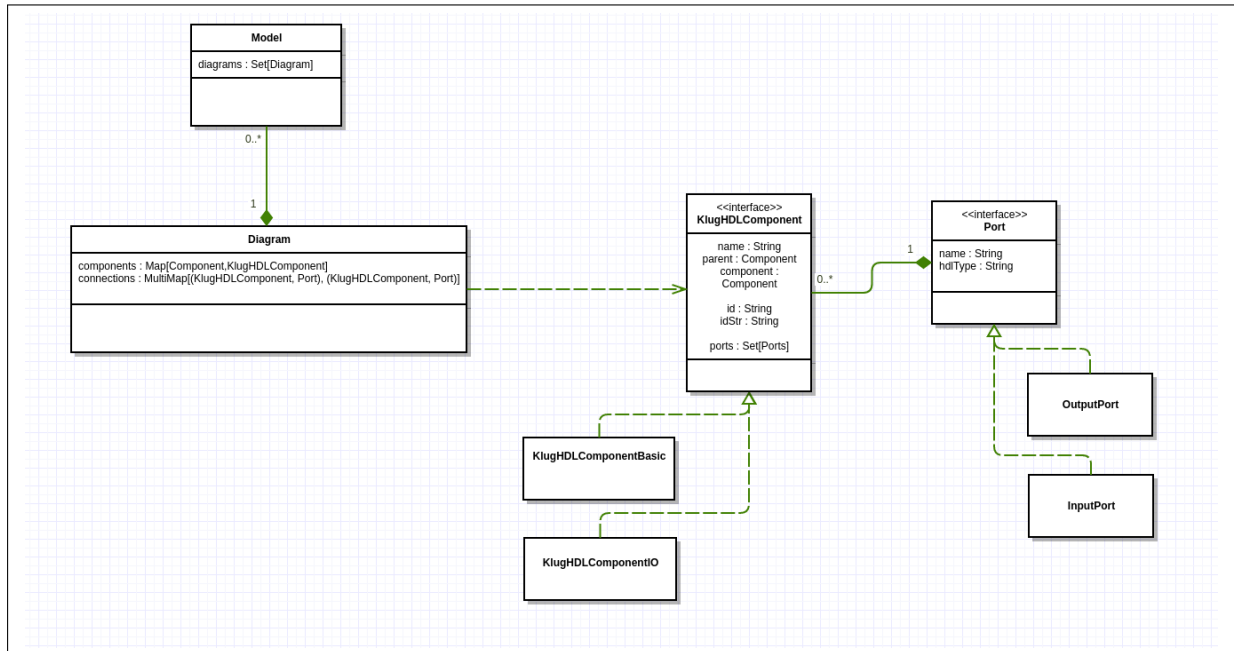 Model
diagrams : Set[Diagram]
0..*
1
Diagram
components : Map[Component,KlugHDLComponent]
connections : MultiMap[(KlugHDLComponent, Port), (KlugHDLComponent, Port)]
<<interface>>
KlugHDLComponent
name : String
parent : Component
component :
Component
id : String
idStr : String
ports : Set[Ports]
0..*
1
<<interface>>
Port
name : String
hdlType : String
OutputPort
InputPort
KlugHDLComponentBasic
KlugHDLComponentIO